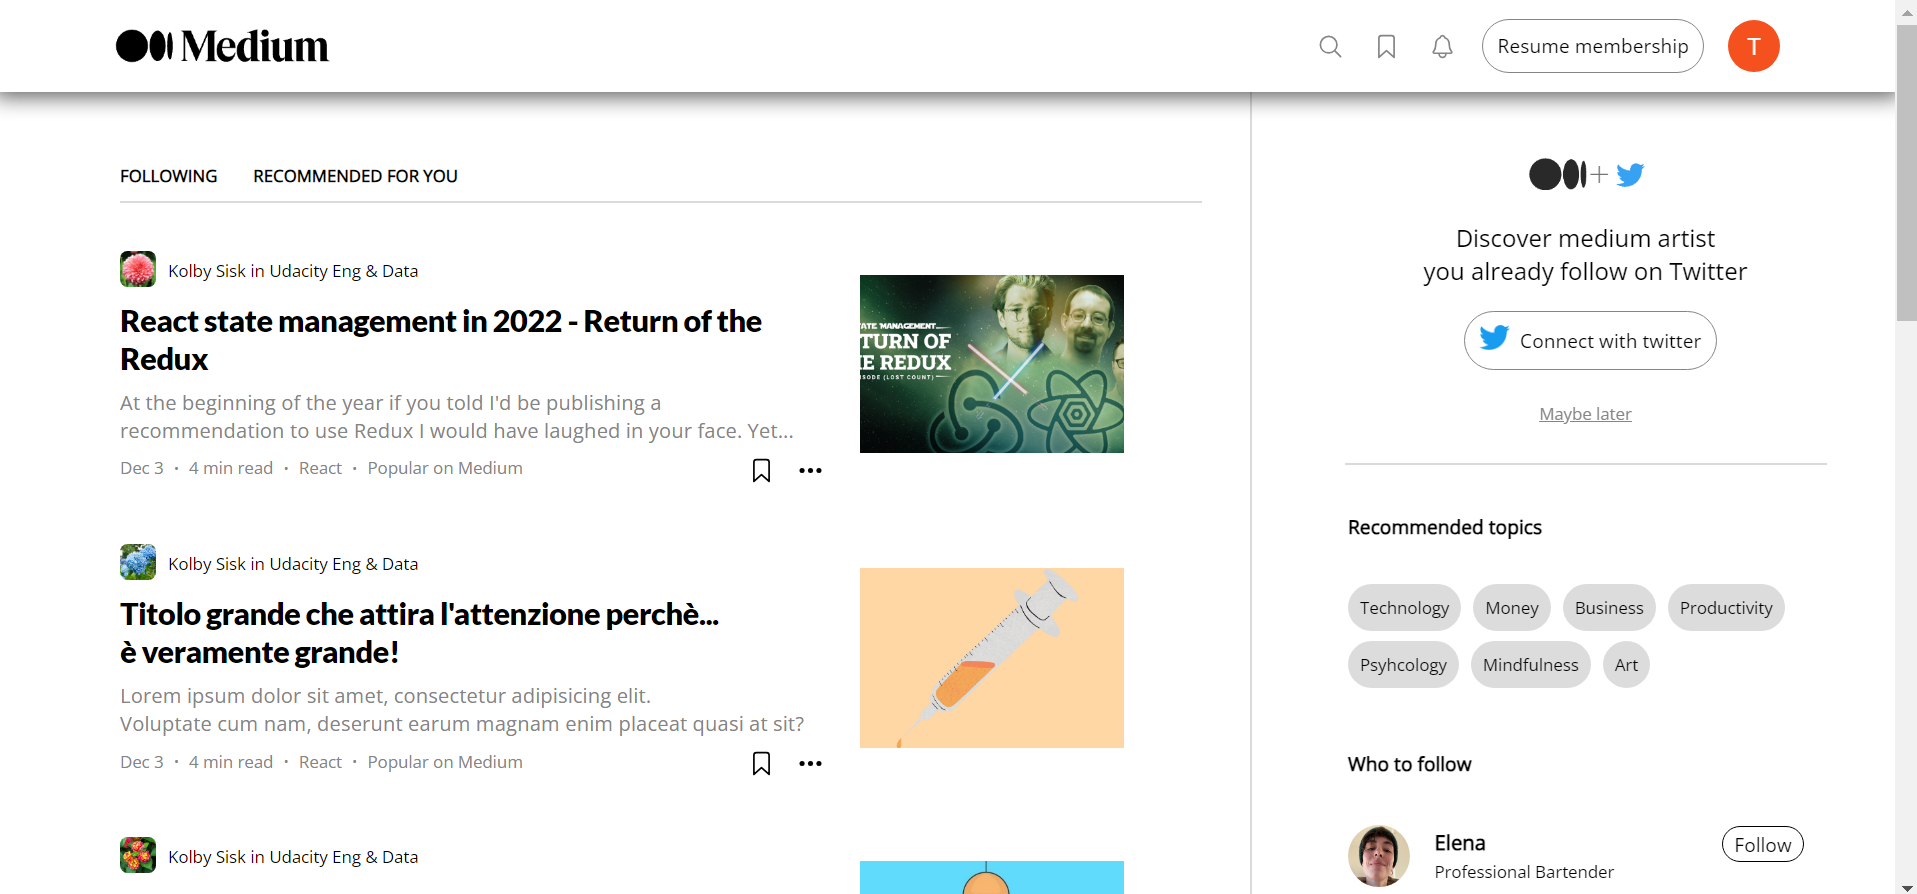 Medium
Resume membership
T
FOLLOWING
RECOMMENDED FOR YOU
Kolby Sisk in Udacity Eng & Data
React state management in 2022 - Return of the
Redux
At the beginning of the year if you told I'd be publishing a
recommendation to use Redux I would have laughed in your face. Yet...
Dec 3 • 4 min read • React • Popular on Medium
ATE MANAGEMENT
TURN OF
E REDUX
ISODE (LOST COUNT)
Kolby Sisk in Udacity Eng & Data
Titolo grande che attira l'attenzione perchè...
è veramente grande!
Lorem ipsum dolor sit amet, consectetur adipisicing elit.
Voluptate cum nam, deserunt earum magnam enim placeat quasi at sit?
Dec 3 • 4 min read • React • Popular on Medium
Kolby Sisk in Udacity Eng & Data
Discover medium artist
you already follow on Twitter
Connect with twitter
Maybe later
Recommended topics
Technology
Money
Business
Productivity
Psyhcology
Mindfulness
Art
Who to follow
Elena
Professional Bartender
Follow